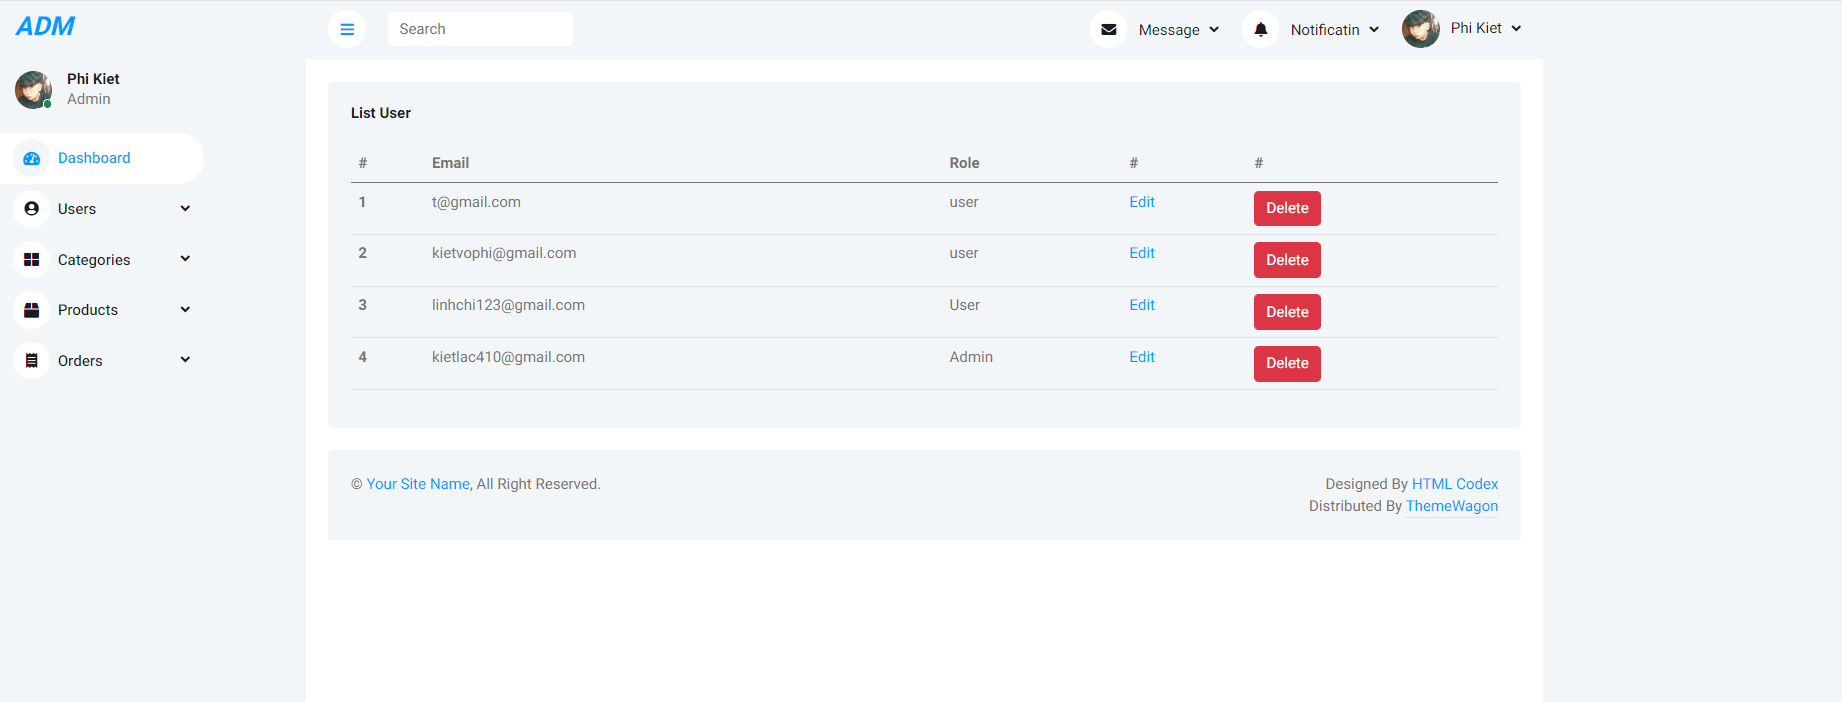 ADM
Search
Message
Notificatin
Phi Kiet
Phi Kiet
Admin
Dashboard
Users
Categories
Products
Orders
List User
# Email Role # #
1 t@gmail.com user Edit Delete
2 kietvophi@gmail.com user Edit Delete
3 linhchi123@gmail.com User Edit Delete
4 kietlac410@gmail.com Admin Edit Delete
© Your Site Name, All Right Reserved.
Designed By HTML Codex
Distributed By ThemeWagon